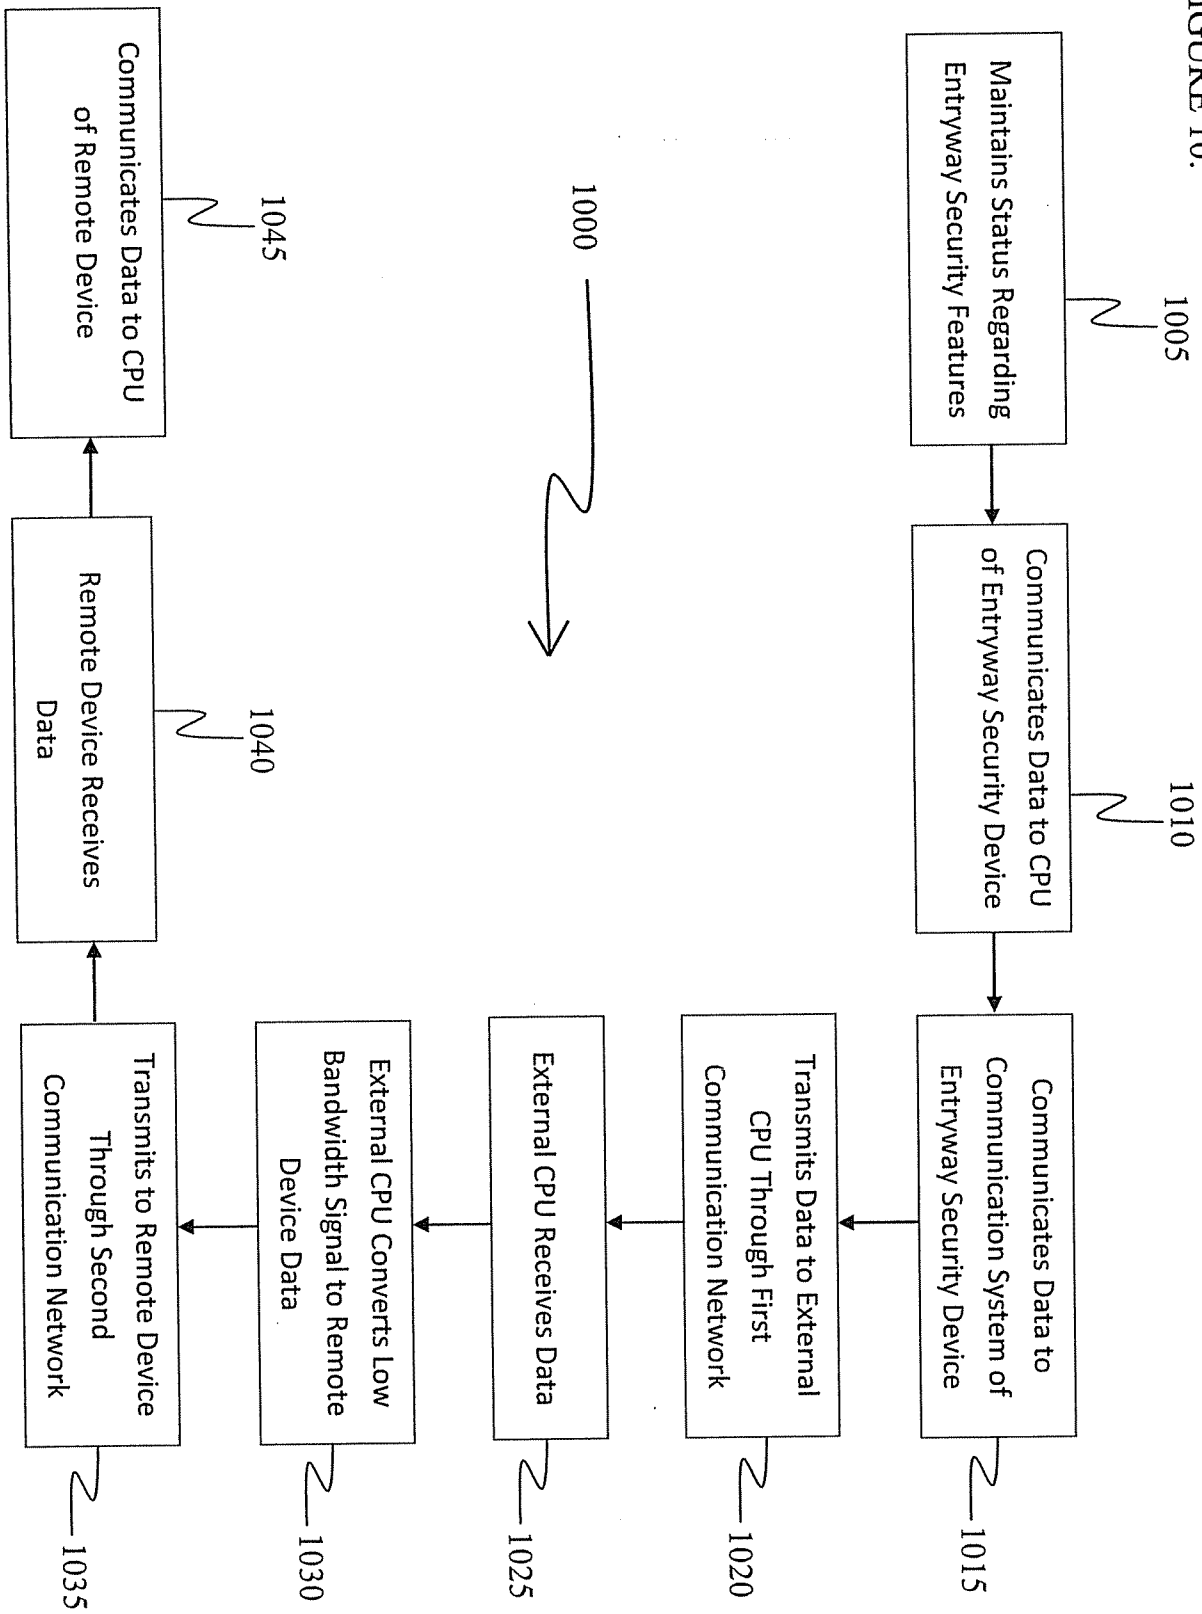 IGURE 10.
1005
Maintains Status Regarding
Entryway Security Features
1010
Communicates Data to CPU
of Entryway Security Device
Communicates Data to
Communication System of
Entryway Security Device
1015
Transmits Data to External
CPU Through First
Communication Network
1020
External CPU Receives Data
1025
External CPU Converts Low
Bandwidth Signal to Remote
Device Data
1030
Transmits to Remote Device
Through Second
Communication Network
1035
1040
Remote Device Receives
Data
1045
Communicates Data to CPU
of Remote Device
1000